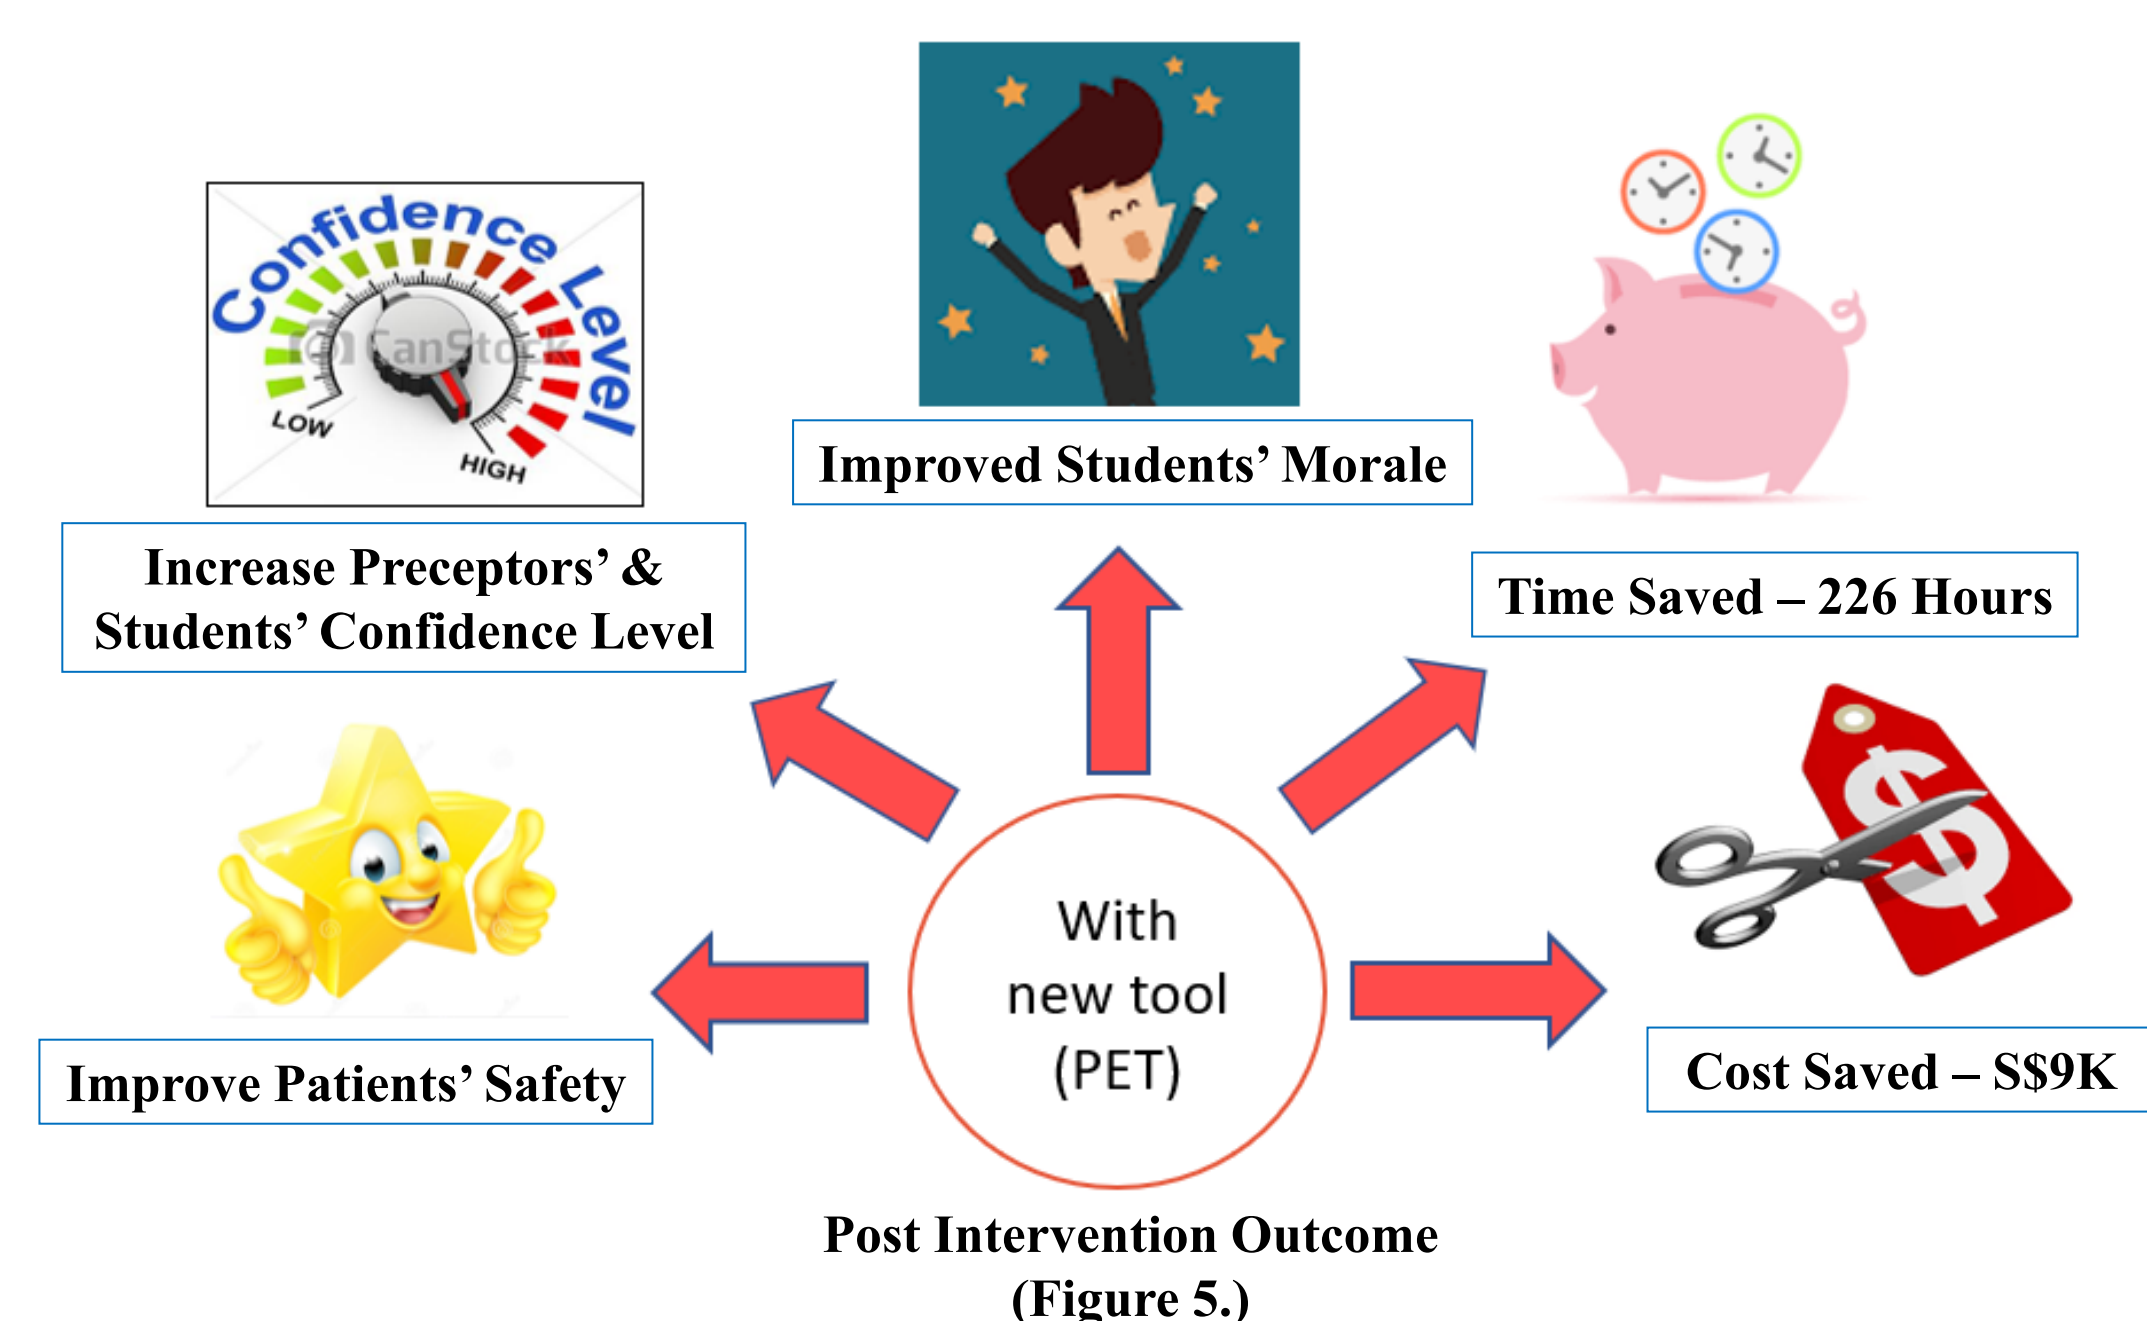 Confidence Level
LOW
HIGH
CanStock
Improved Students’ Morale
Increase Preceptors’ &
Students’ Confidence Level
Time Saved – 226 Hours
$
Improve Patients’ Safety
With
new tool
(PET)
Cost Saved – S$9K
Post Intervention Outcome
(Figure 5.)